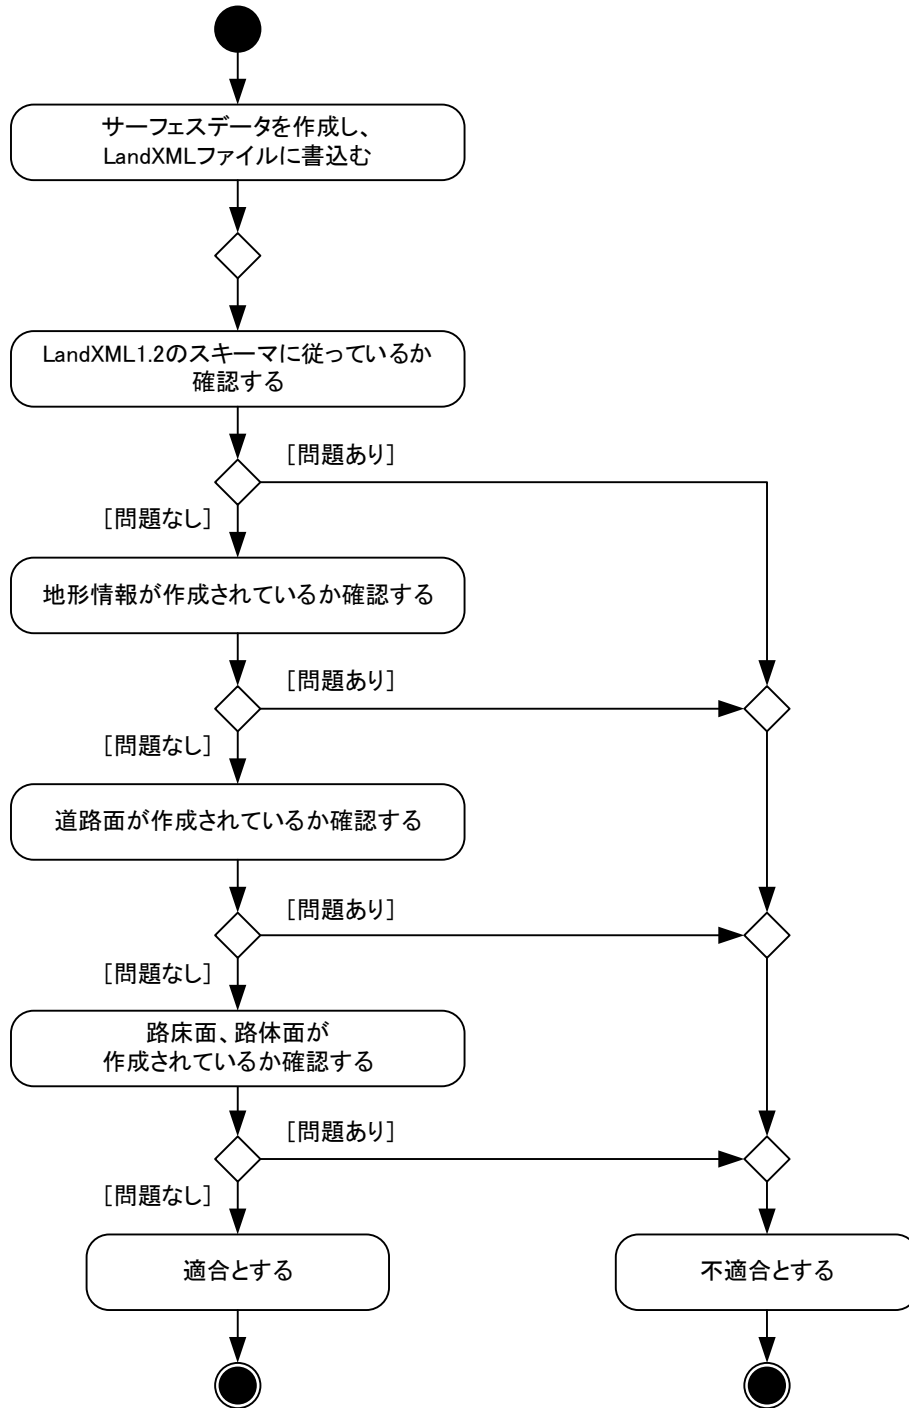 サーフェスデータを作成し、
LandXMLファイルに書込む
LandXML1.2のスキーマに従っているか
確認する
[問題あり]
[問題なし]
地形情報が作成されているか確認する
[問題あり]
[問題なし]
道路面が作成されているか確認する
[問題あり]
[問題なし]
路床面、路体面が
作成されているか確認する
[問題あり]
[問題なし]
適合とする
不適合とする